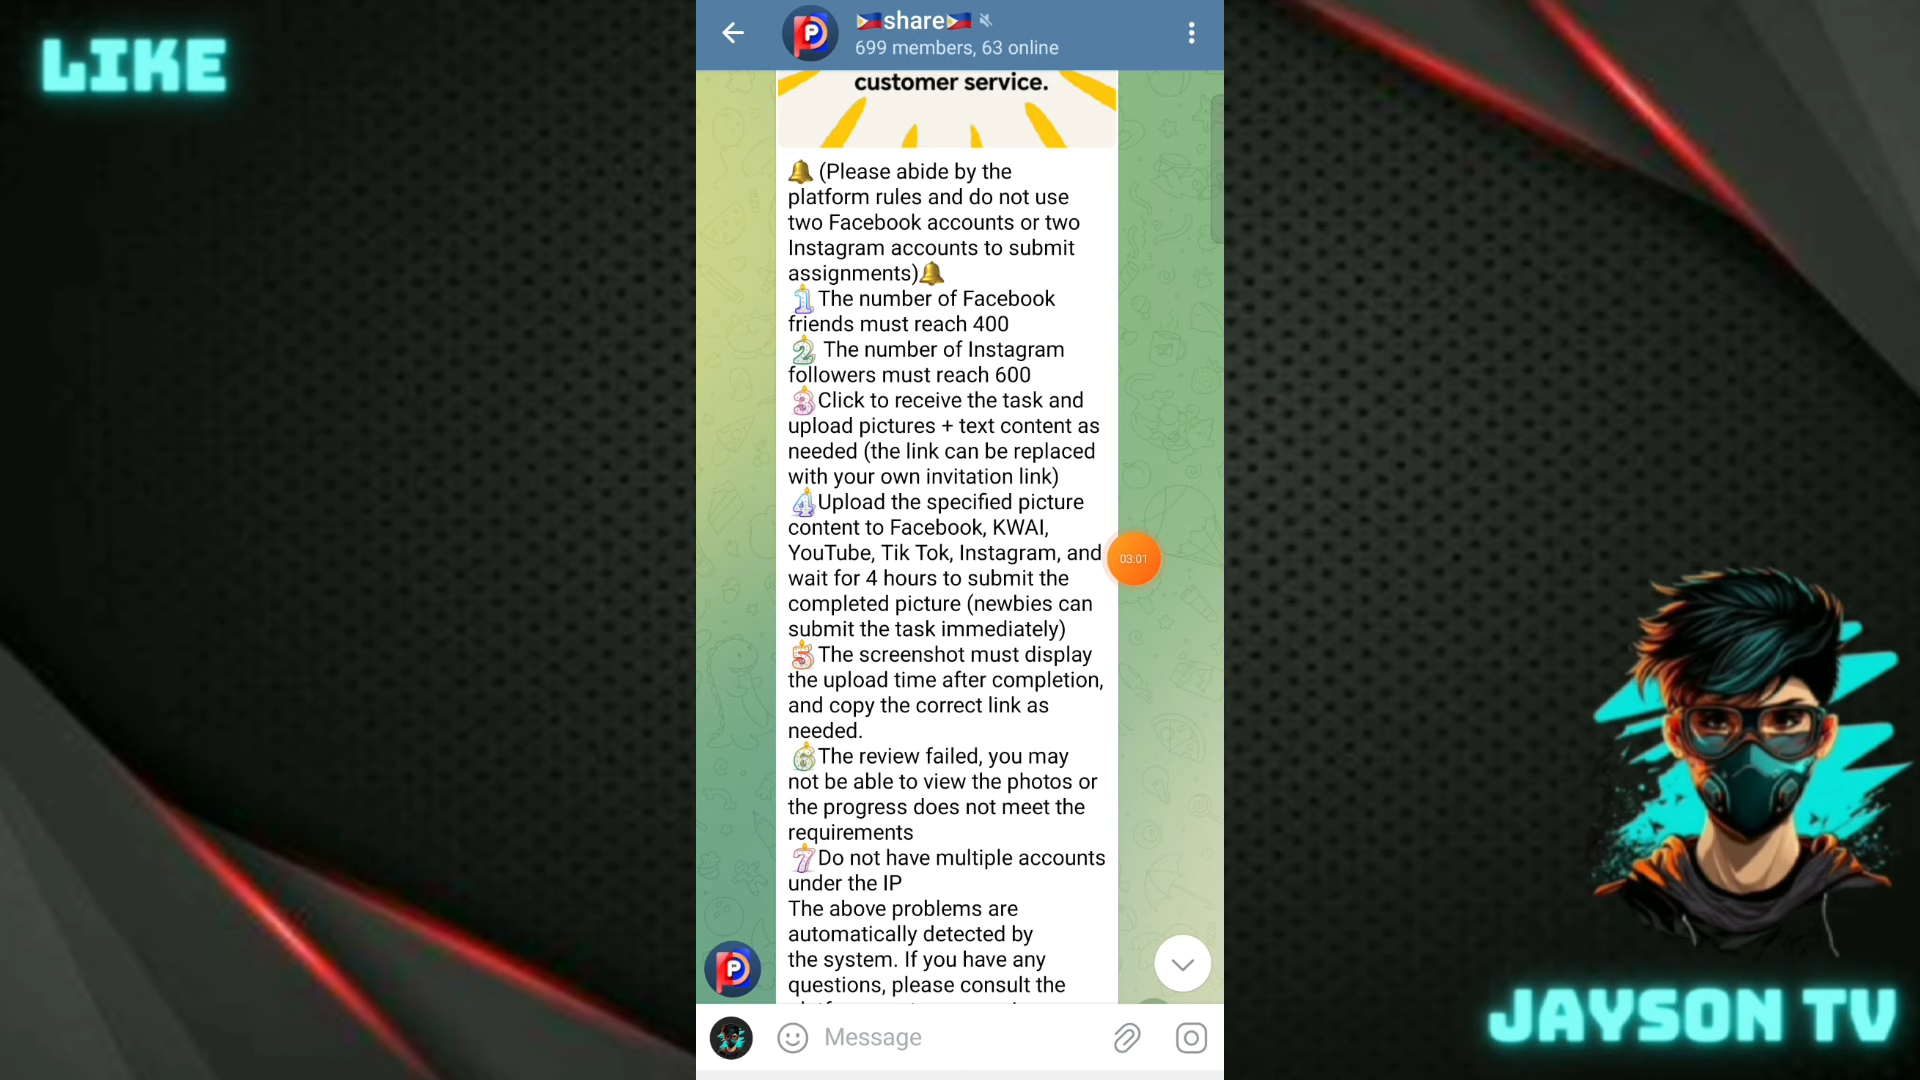 LIKE
🇵🇭share🇵🇭
699 members, 63 online
customer service.
🔔 (Please abide by the
platform rules and do not use
two Facebook accounts or two
Instagram accounts to submit
assignments)🔔
1 The number of Facebook
friends must reach 400
2 The number of Instagram
followers must reach 600
3 Click to receive the task and
upload pictures + text content as
needed (the link can be replaced
with your own invitation link)
4 Upload the specified picture
content to Facebook, KWAI,
YouTube, Tik Tok, Instagram, and
wait for 4 hours to submit the
completed picture (newbies can
submit the task immediately)
5 The screenshot must display
the upload time after completion,
and copy the correct link as
needed.
6 The review failed, you may
not be able to view the photos or
the progress does not meet the
requirements
7 Do not have multiple accounts
under the IP
The above problems are
automatically detected by
the system. If you have any
questions, please consult the
03:01
Message
JAYSON TV